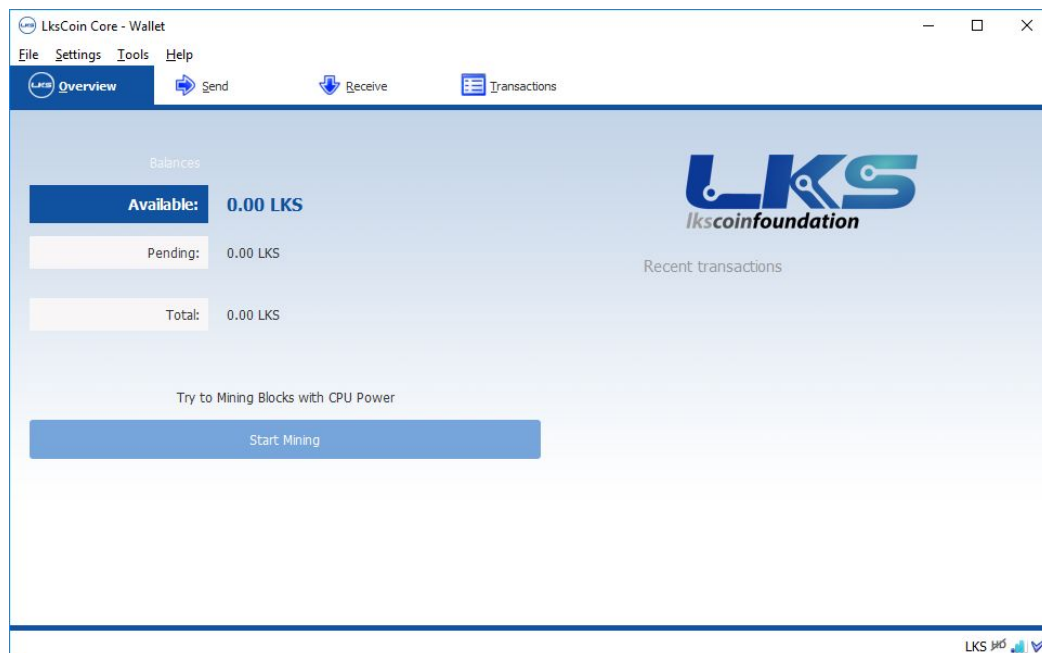 LksCoin Core - Wallet
File Settings Tools Help
LKS Overview Send Receive Transactions
Balances
Available: 0.00 LKS
Pending: 0.00 LKS
Total: 0.00 LKS
Try to Mining Blocks with CPU Power
Start Mining
LKS
lkscoinfoundation
Recent transactions
LKS HD